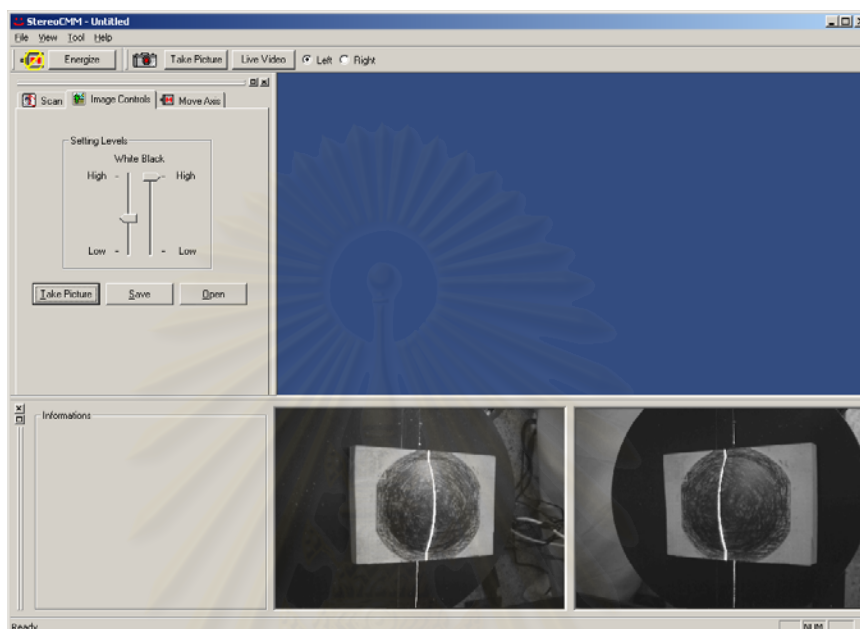 StereoCMM - Untitled
File View Tool Help
Energize Take Picture Live Video Left Right
Scan Image Controls Move Axis
Setting Levels
White Black
High High
Low Low
Take Picture Save Open
Informations
Ready NUM